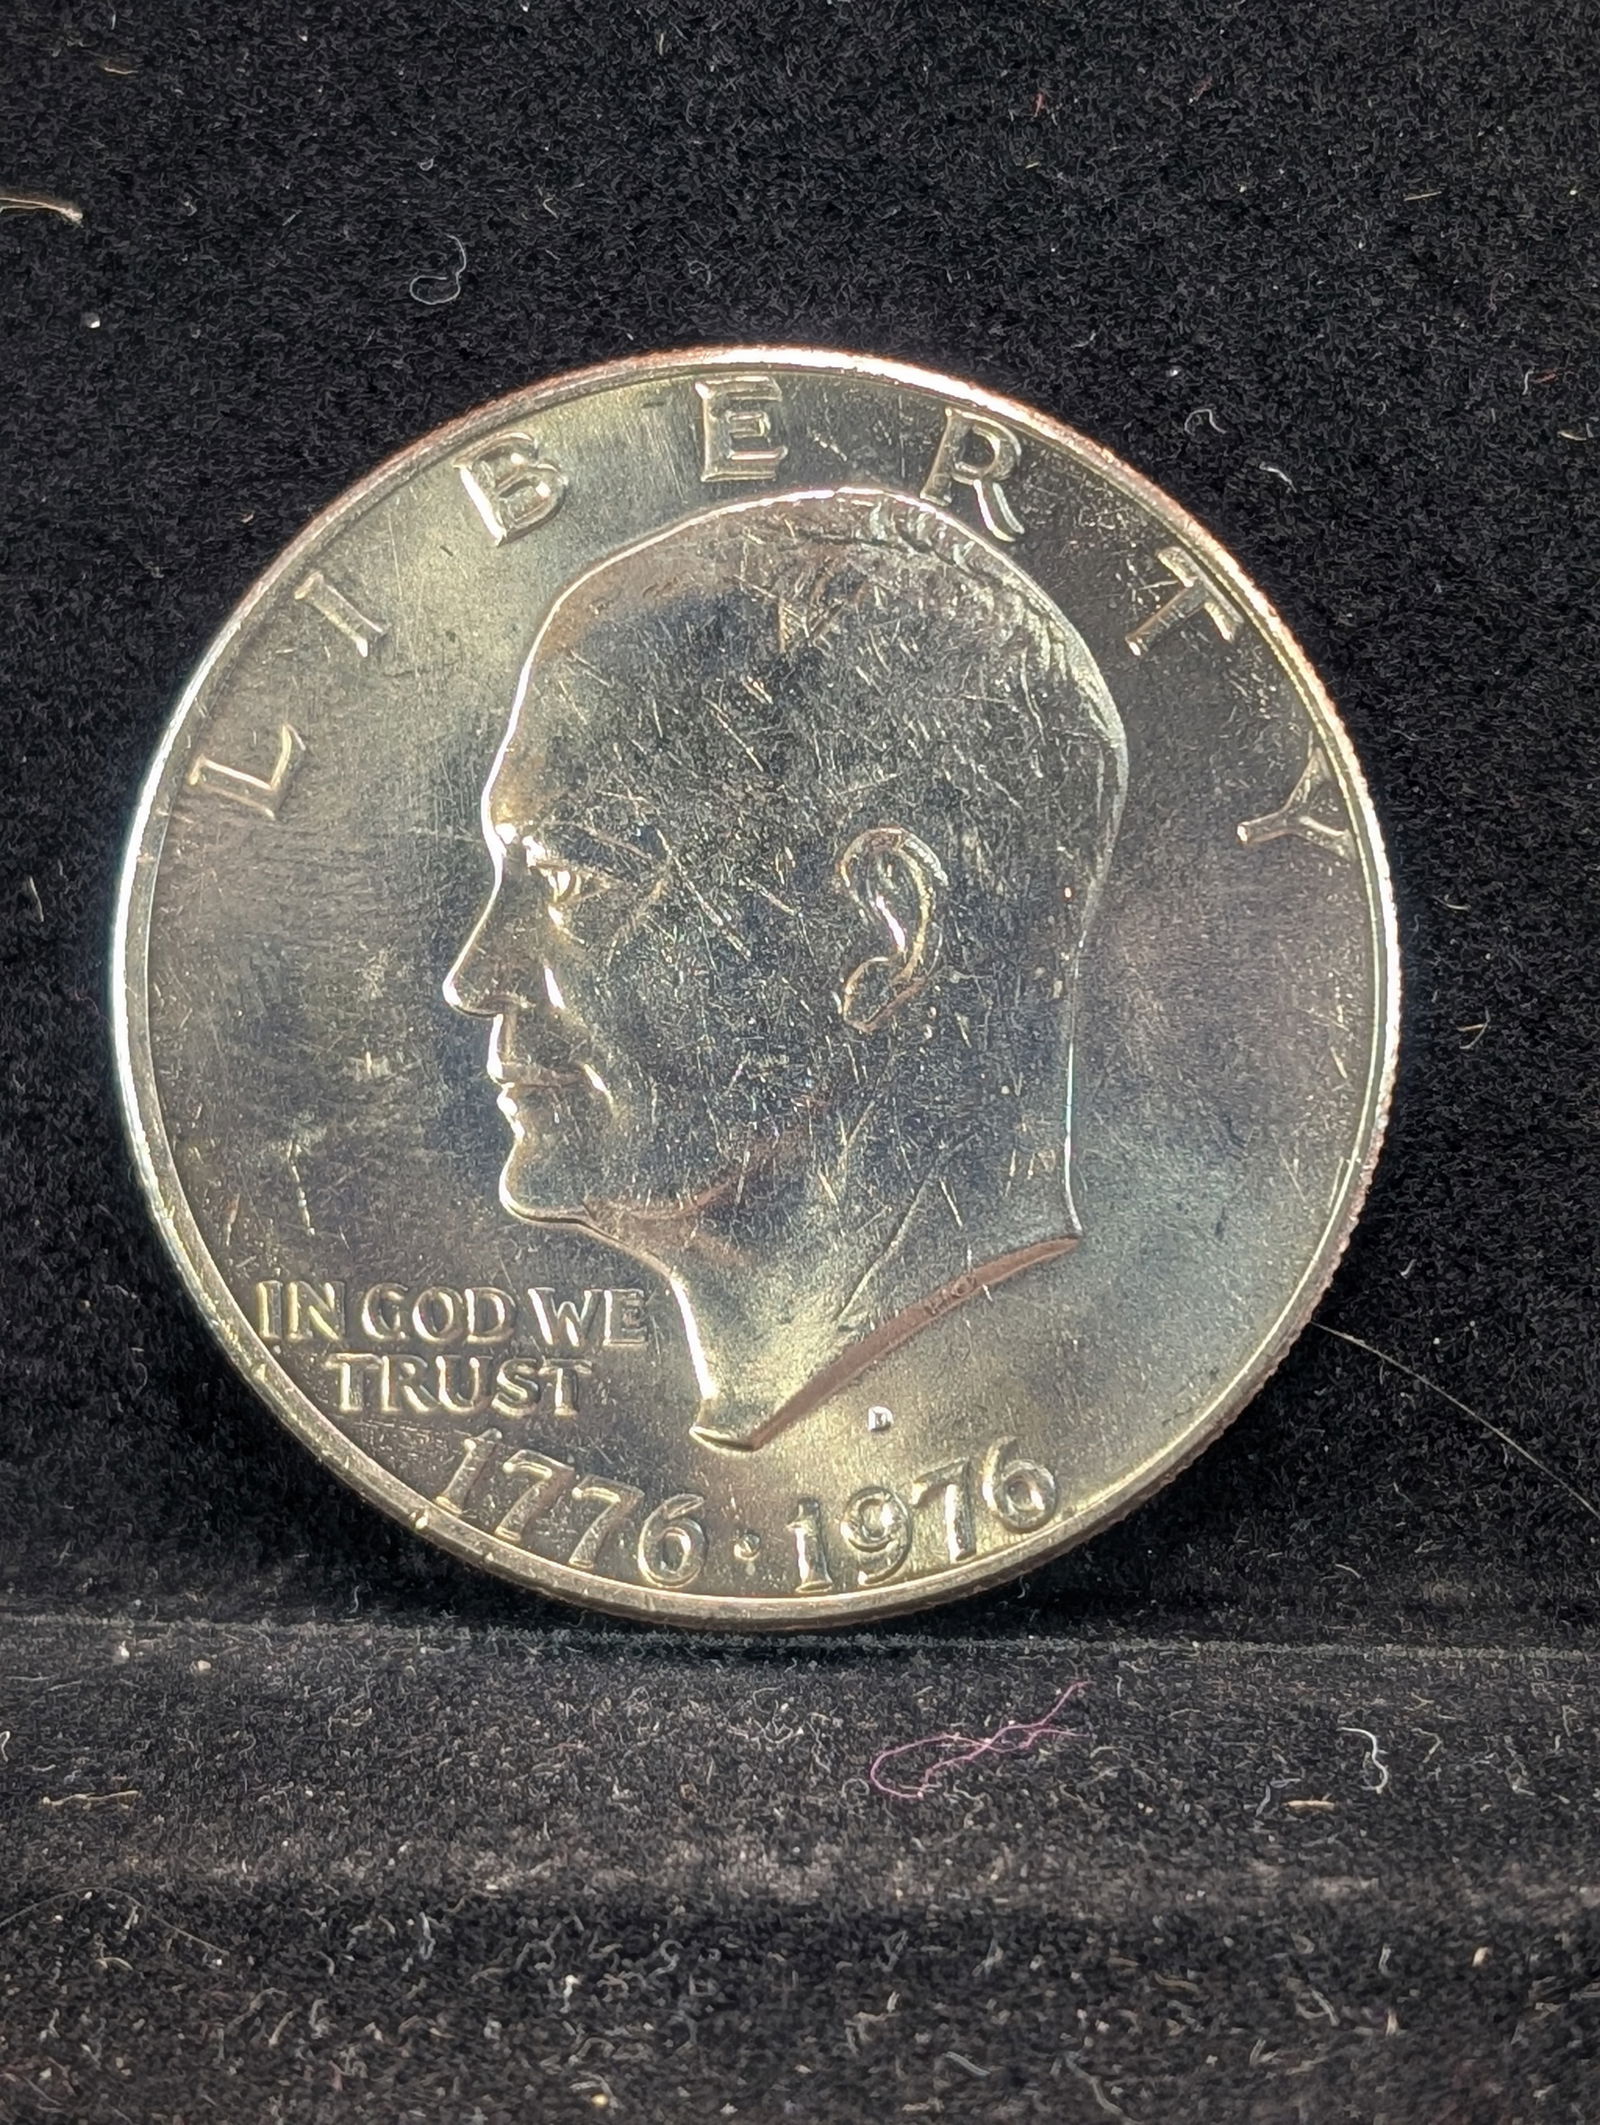 LIBERTY
IN GOD WE
TRUST
D
1776 · 1976